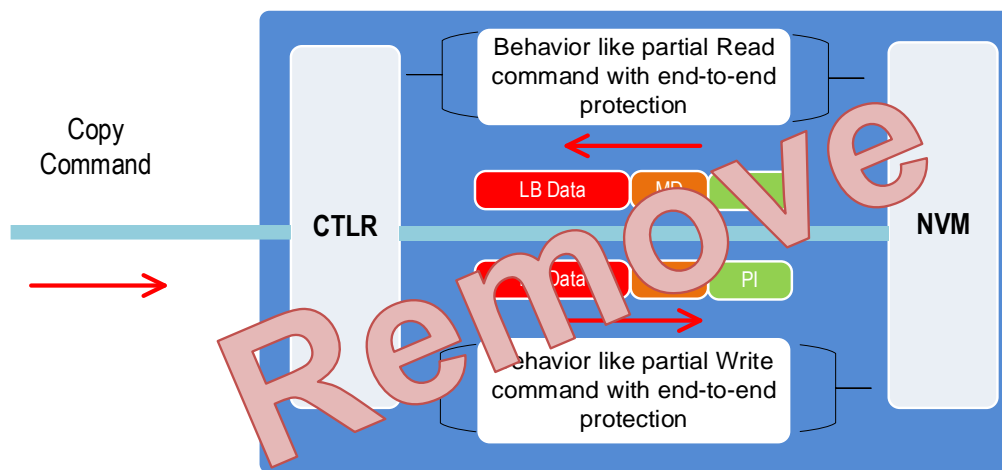 Behavior like partial Read
command with end-to-end
protection
Copy
Command
LB Data
CTLR
NVM
Data
PI
Behavior like partial Write
command with end-to-end
protection
Remove